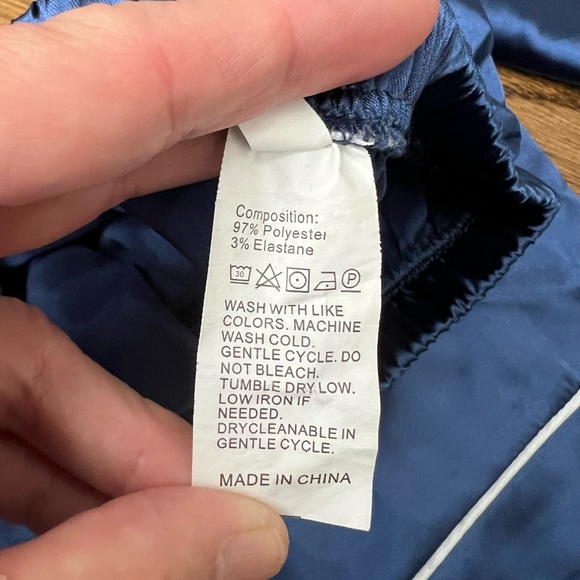 Composition:
97% Polyester
3% Elastane
30 P
WASH WITH LIKE
COLORS. MACHINE
WASH COLD.
GENTLE CYCLE. DO
NOT BLEACH.
TUMBLE DRY LOW.
LOW IRON IF
NEEDED.
DRYCLEANABLE IN
GENTLE CYCLE.
MADE IN CHINA